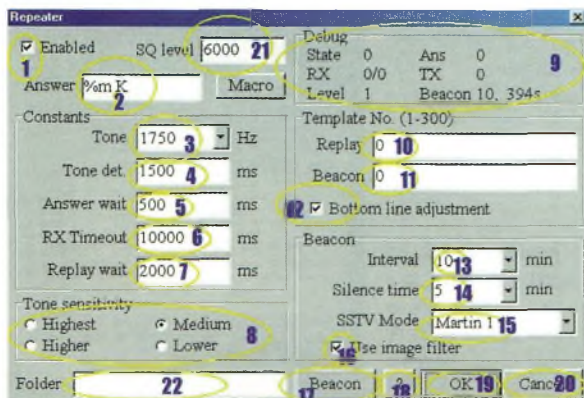 Repeater
Enabled
1
SQ level 6000 21
Answer %m K 2 Macro
Debug
State 0 Ans 0
RX 0/0 TX 0
Level 1 Beacon 10, 394s
9
Constants
Tone 1750 3 Hz
Tone det. 1500 4 ms
Answer wait 500 5 ms
RX Timeout 10000 6 ms
Replay wait 2000 7 ms
Tone sensitivity
Highest Medium
Higher Lower
8
Template No. (1-300)
Replay 0 10
Beacon 0 11
12 Bottom line adjustment
Beacon
Interval 10 13 min
Silence time 5 14 min
SSTV Mode Martin 1 15
16 Use image filter
Folder 22
Beacon 17
? 18
OK 19
Cancel 20